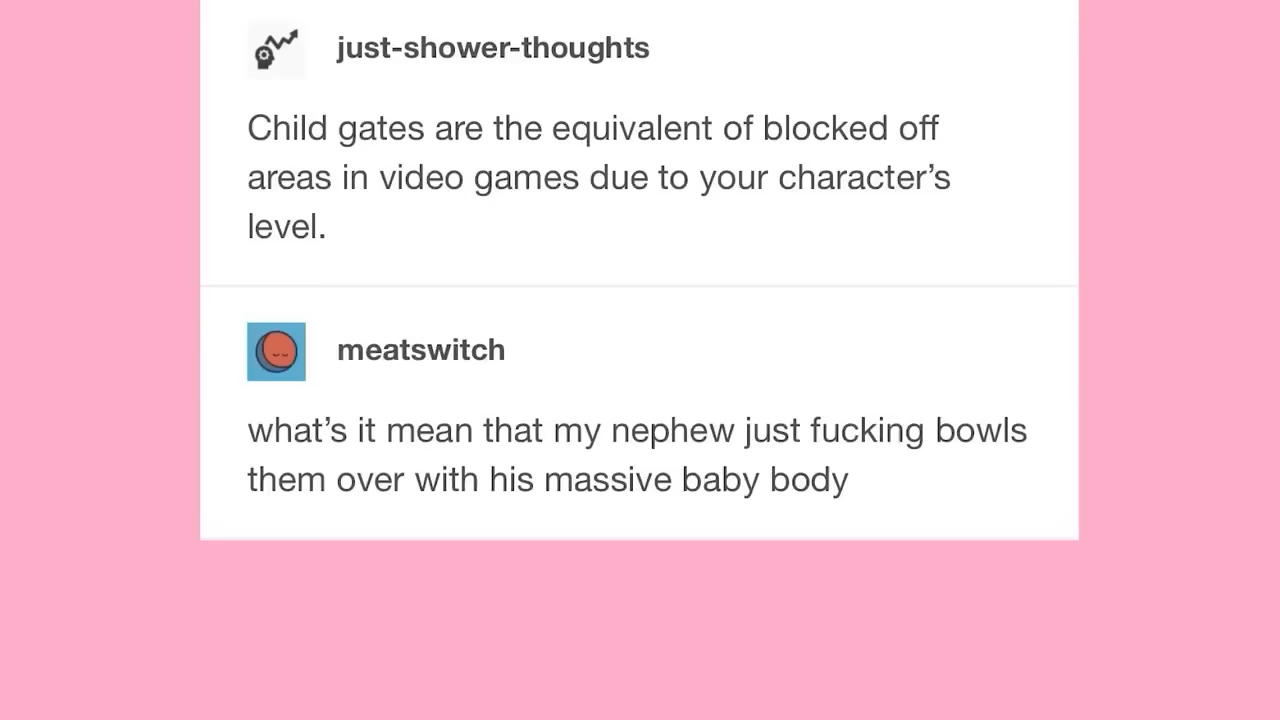 just-shower-thoughts
Child gates are the equivalent of blocked off
areas in video games due to your character’s
level.
meatswitch
what’s it mean that my nephew just fucking bowls
them over with his massive baby body